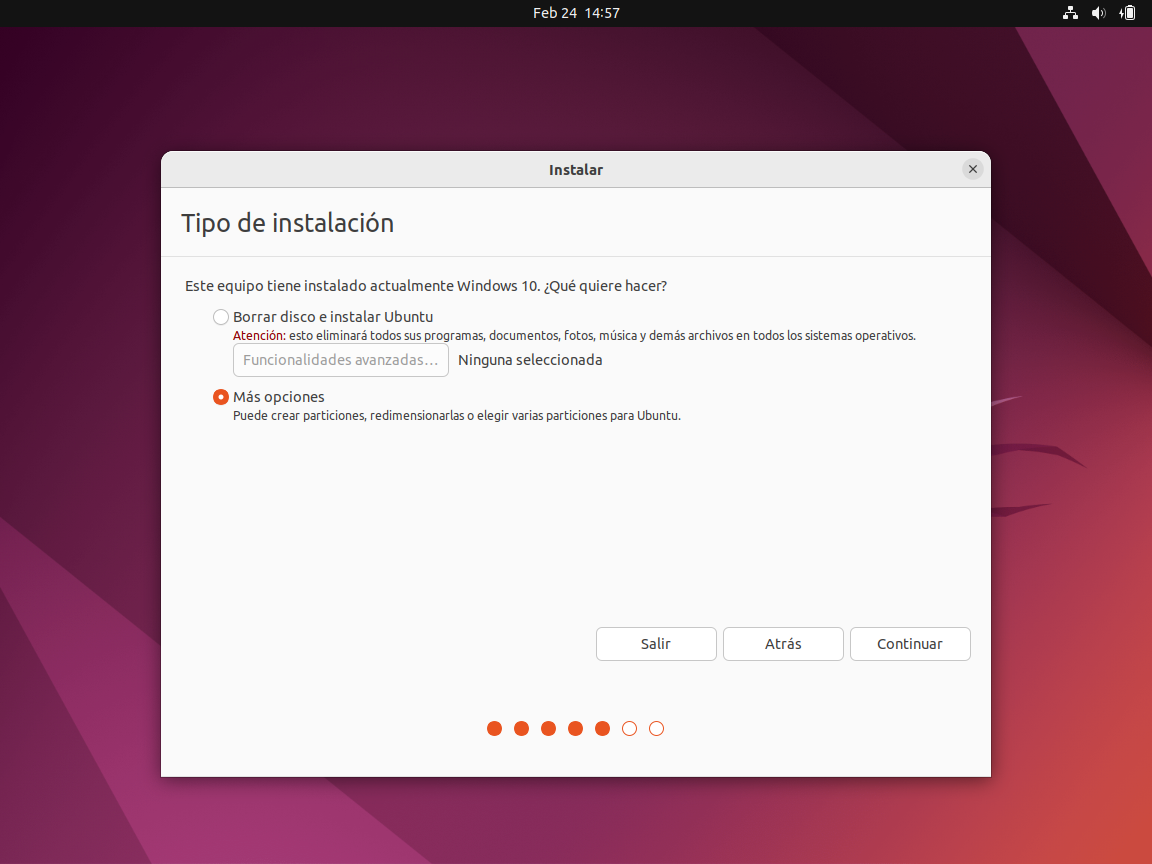 Feb 24 14:57
Instalar
Tipo de instalación
Este equipo tiene instalado actualmente Windows 10. ¿Qué quiere hacer?
Borrar disco e instalar Ubuntu
Atención: esto eliminará todos sus programas, documentos, fotos, música y demás archivos en todos los sistemas operativos.
Funcionalidades avanzadas… Ninguna seleccionada
Más opciones
Puede crear particiones, redimensionarlas o elegir varias particiones para Ubuntu.
Salir Atrás Continuar